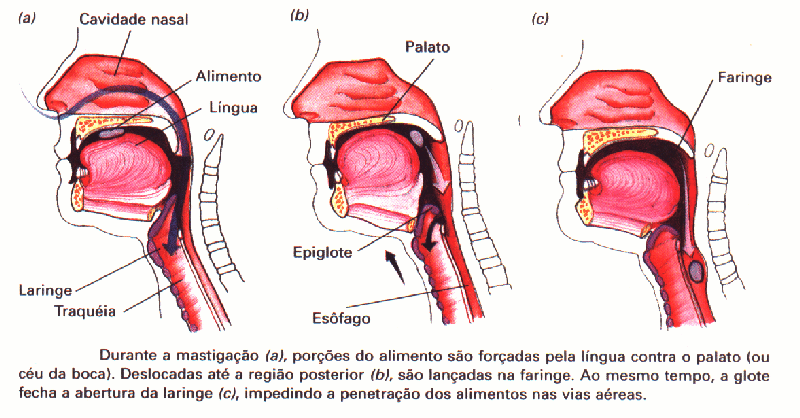 (a)
Cavidade nasal
Alimento
Língua
Laringe
Traquéia
(b)
Palato
Epiglote
Esôfago
(c)
Faringe
Durante a mastigação (a), porções do alimento são forçadas pela língua contra o palato (ou
céu da boca). Deslocadas até a região posterior (b), são lançadas na faringe. Ao mesmo tempo, a glote
fecha a abertura da laringe (c), impedindo a penetração dos alimentos nas vias aéreas.